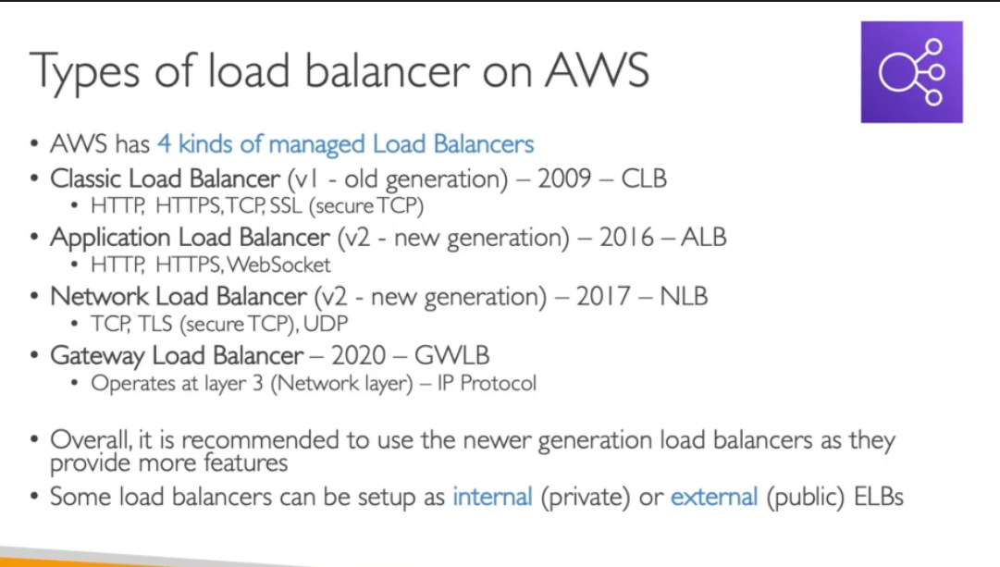 Types of load balancer on AWS
• AWS has 4 kinds of managed Load Balancers
• Classic Load Balancer (v1 - old generation) – 2009 – CLB
• HTTP, HTTPS, TCP, SSL (secure TCP)
• Application Load Balancer (v2 - new generation) – 2016 – ALB
• HTTP, HTTPS, WebSocket
• Network Load Balancer (v2 - new generation) – 2017 – NLB
• TCP, TLS (secure TCP), UDP
• Gateway Load Balancer – 2020 – GWLB
• Operates at layer 3 (Network layer) – IP Protocol
• Overall, it is recommended to use the newer generation load balancers as they
provide more features
• Some load balancers can be setup as internal (private) or external (public) ELBs